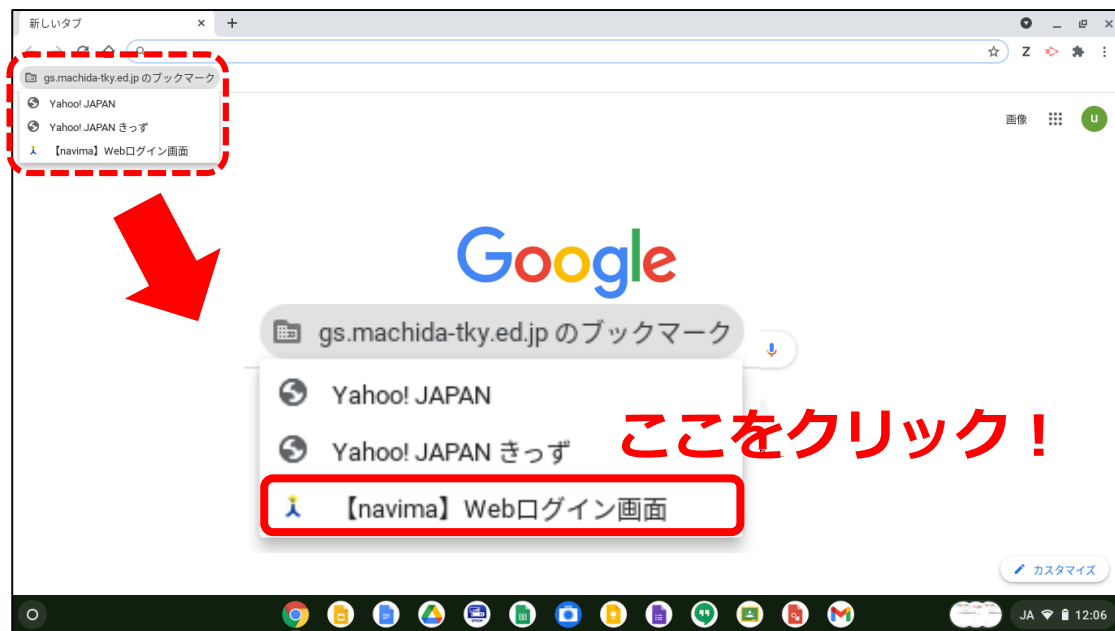 新しいタブ
gs.machida-tky.ed.jp のブックマーク
Yahoo! JAPAN
Yahoo! JAPAN きっず
【navima】Webログイン画面
画像
u
Google
gs.machida-tky.ed.jp のブックマーク
Yahoo! JAPAN
Yahoo! JAPAN きっず
【navima】Webログイン画面
ここをクリック！
カスタマイズ
JA
12:06